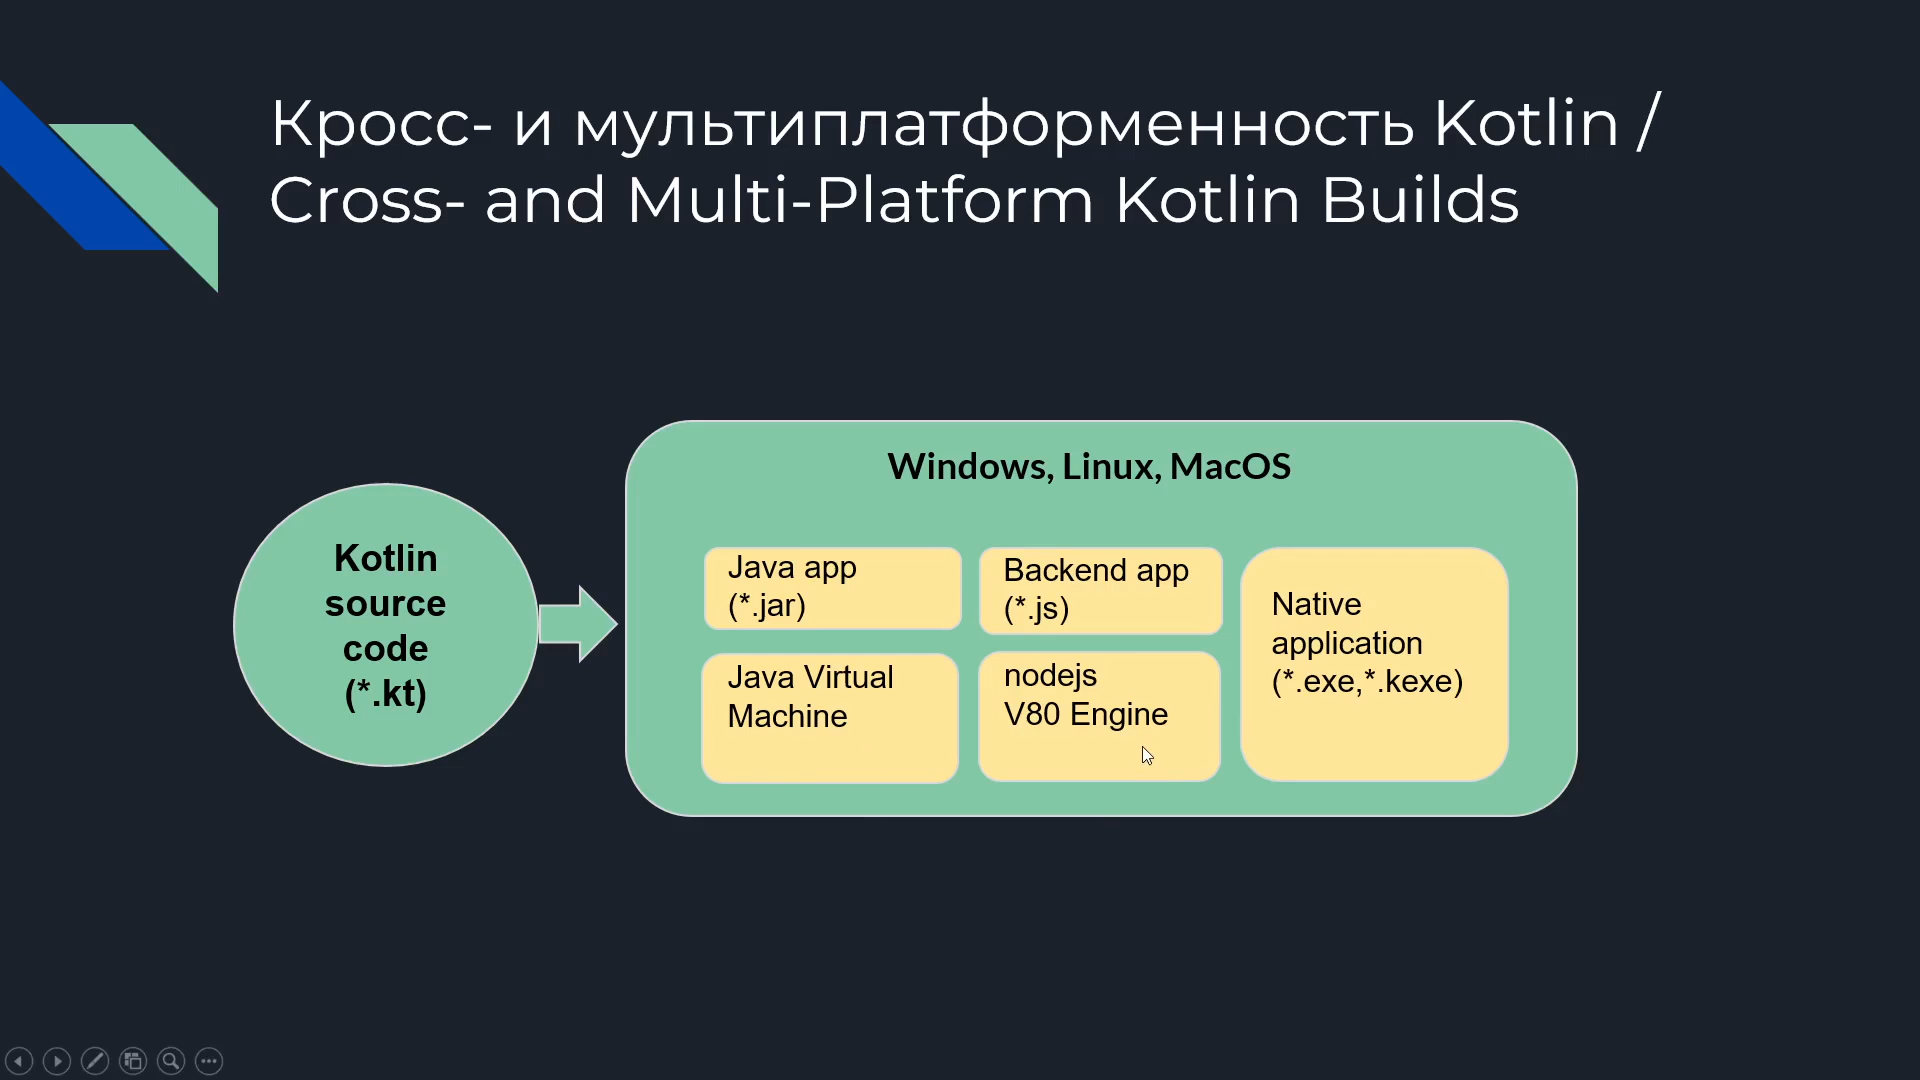 Кросс- и мультиплатформенность Kotlin /
Cross- and Multi-Platform Kotlin Builds
Kotlin
source
code
(*.kt)
Windows, Linux, MacOS
Java app
(*.jar)
Backend app
(*.js)
Java Virtual
Machine
nodejs
V80 Engine
Native
application
(*.exe,*.kexe)